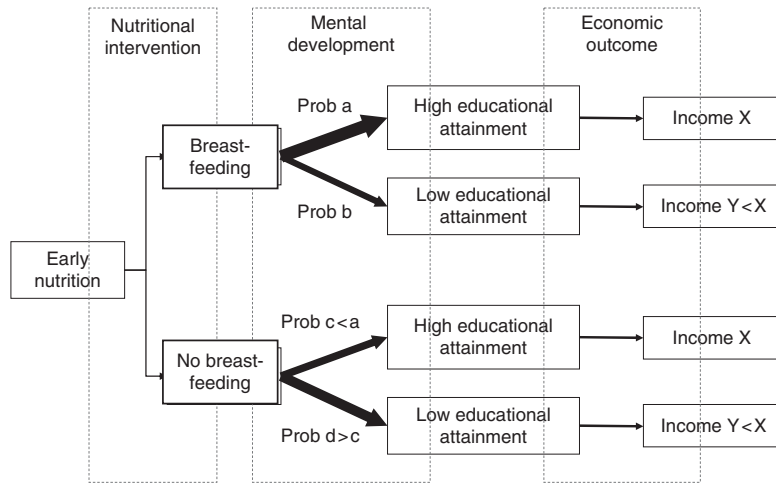 Nutritional
intervention
Mental
development
Economic
outcome
Prob a
High educational
attainment
Income X
Breast-
feeding
Prob b
Low educational
attainment
Income Y<X
Early
nutrition
Prob c<a
High educational
attainment
Income X
No breast-
feeding
Prob d>c
Low educational
attainment
Income Y<X